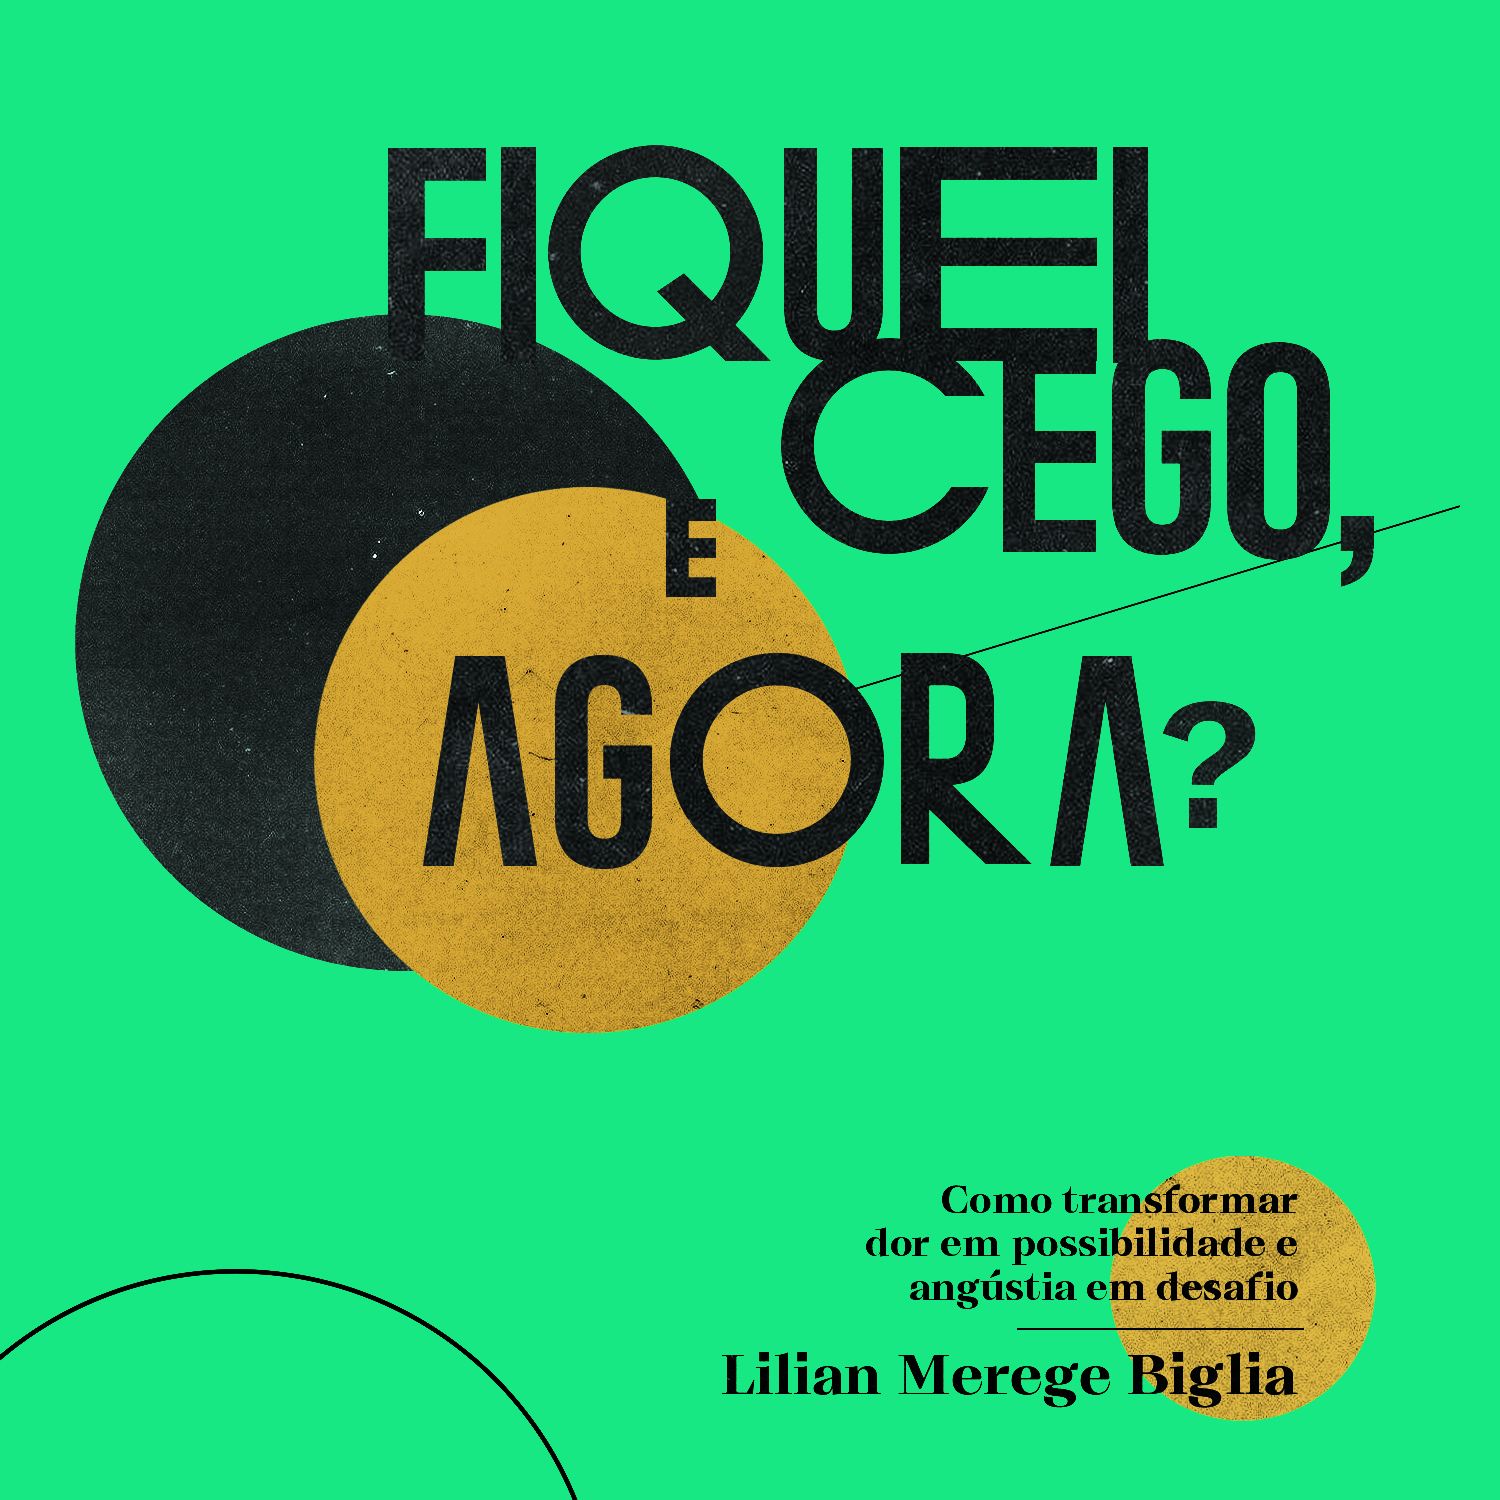 FIQUEI
CEGO,
E
AGORA?
Como transformar
dor em possibilidade e
angústia em desafio
Lilian Merege Biglia